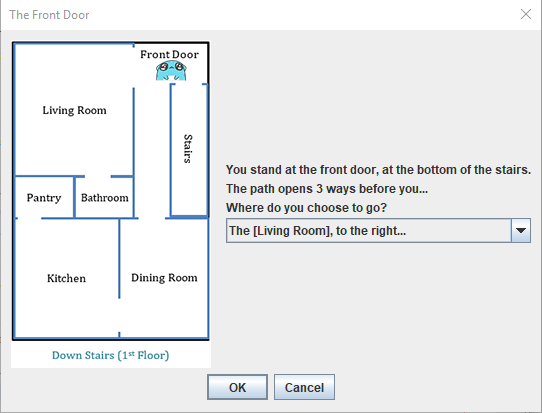 The Front Door
Front Door
Living Room
Stairs
Pantry
Bathroom
Kitchen
Dining Room
Down Stairs (1st Floor)
You stand at the front door, at the bottom of the stairs.
The path opens 3 ways before you...
Where do you choose to go?
The [Living Room], to the right...
OK
Cancel